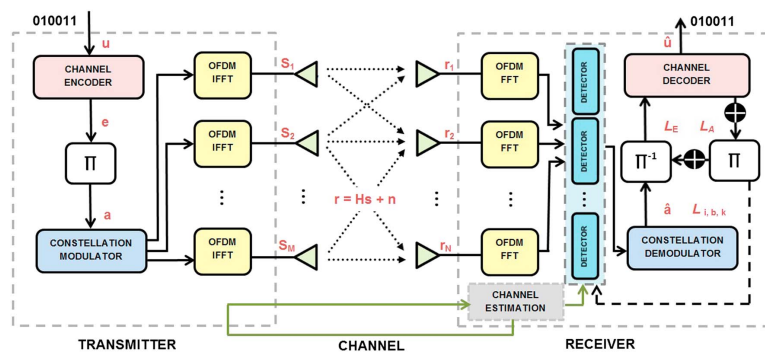 010011
u
CHANNEL
ENCODER
e
Π
a
CONSTELLATION
MODULATOR
OFDM
IFFT
OFDM
IFFT
OFDM
IFFT
S1
S2
SM
r = Hs + n
r1
r2
rN
OFDM
FFT
OFDM
FFT
OFDM
FFT
DETECTOR
DETECTOR
DETECTOR
010011
û
CHANNEL
DECODER
LE
LA
Π-1
Π
â
L i, b, k
CONSTELLATION
DEMODULATOR
CHANNEL
ESTIMATION
TRANSMITTER
CHANNEL
RECEIVER